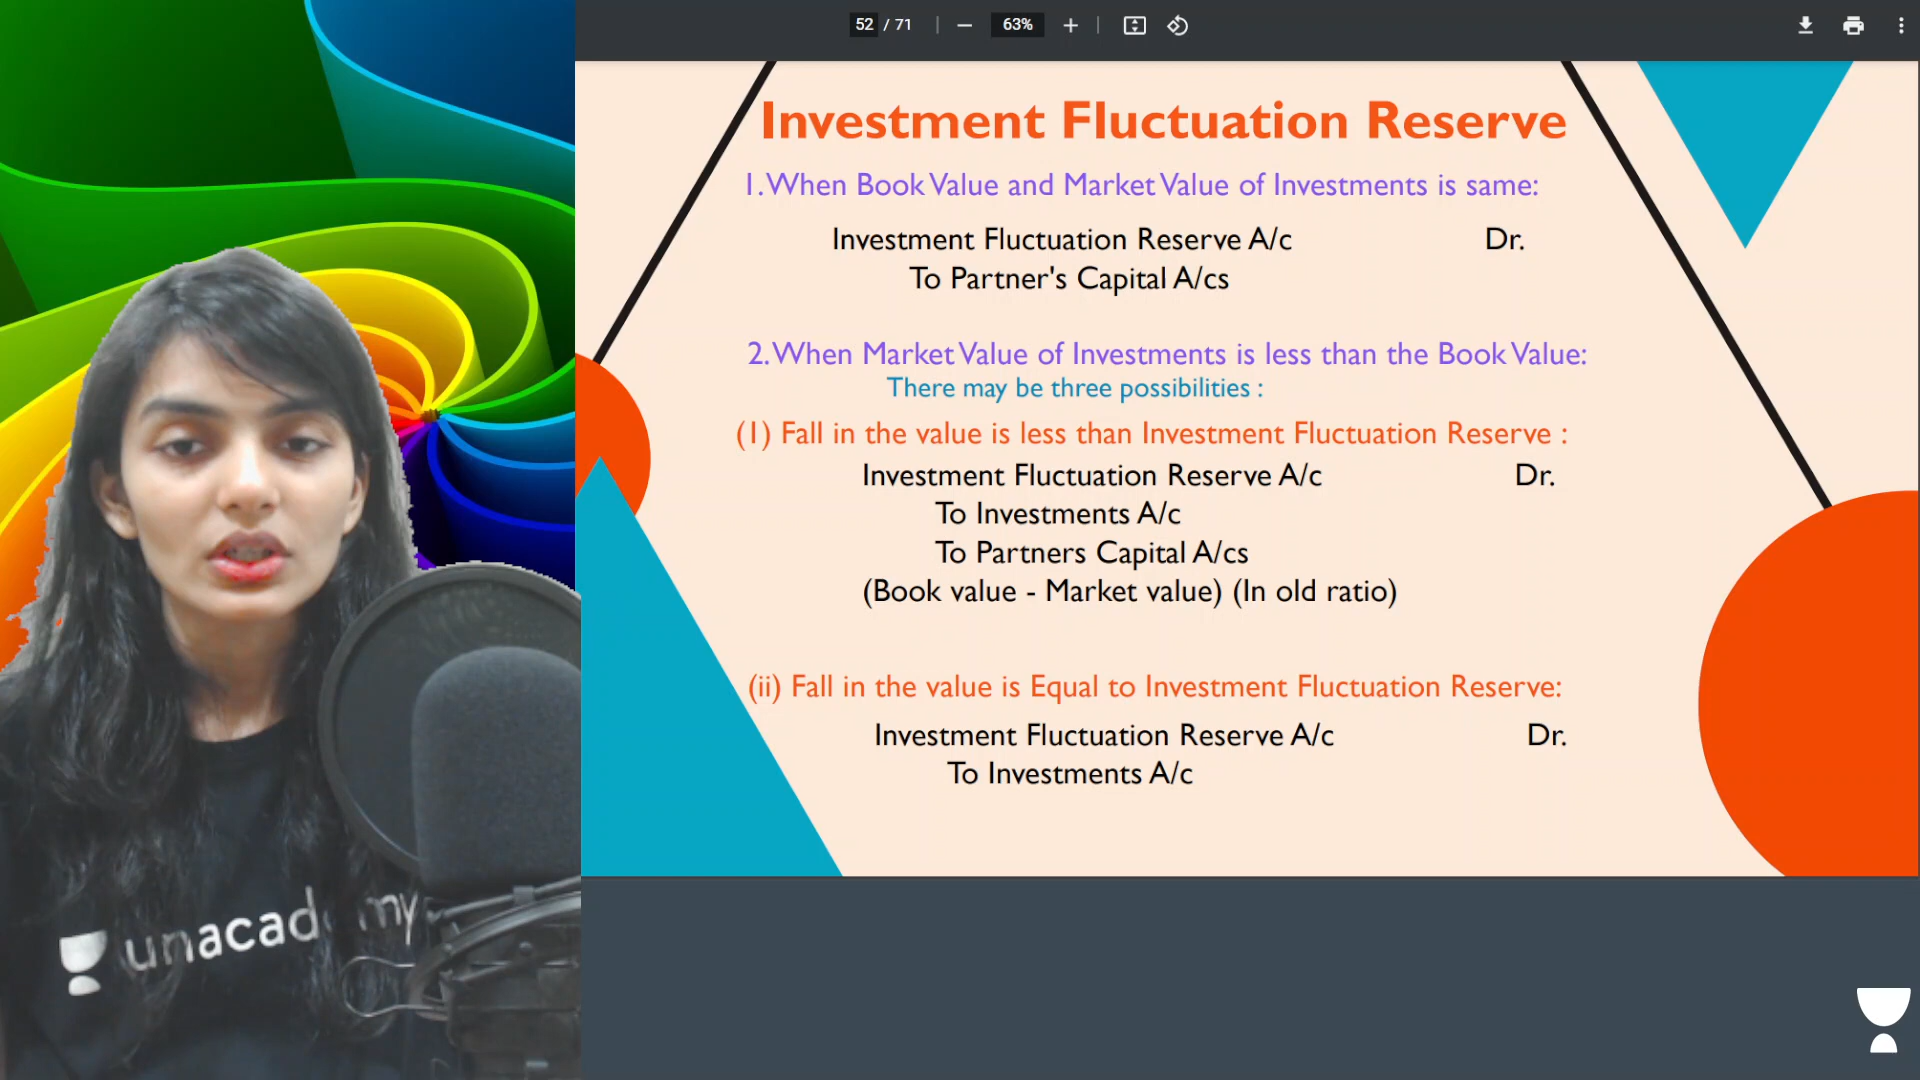 52 / 71
63%
Investment Fluctuation Reserve
1. When Book Value and Market Value of Investments is same:
Investment Fluctuation Reserve A/c Dr.
To Partner's Capital A/cs
2. When Market Value of Investments is less than the Book Value:
There may be three possibilities :
(1) Fall in the value is less than Investment Fluctuation Reserve :
Investment Fluctuation Reserve A/c Dr.
To Investments A/c
To Partners Capital A/cs
(Book value - Market value) (In old ratio)
(ii) Fall in the value is Equal to Investment Fluctuation Reserve:
Investment Fluctuation Reserve A/c Dr.
To Investments A/c
unacademy